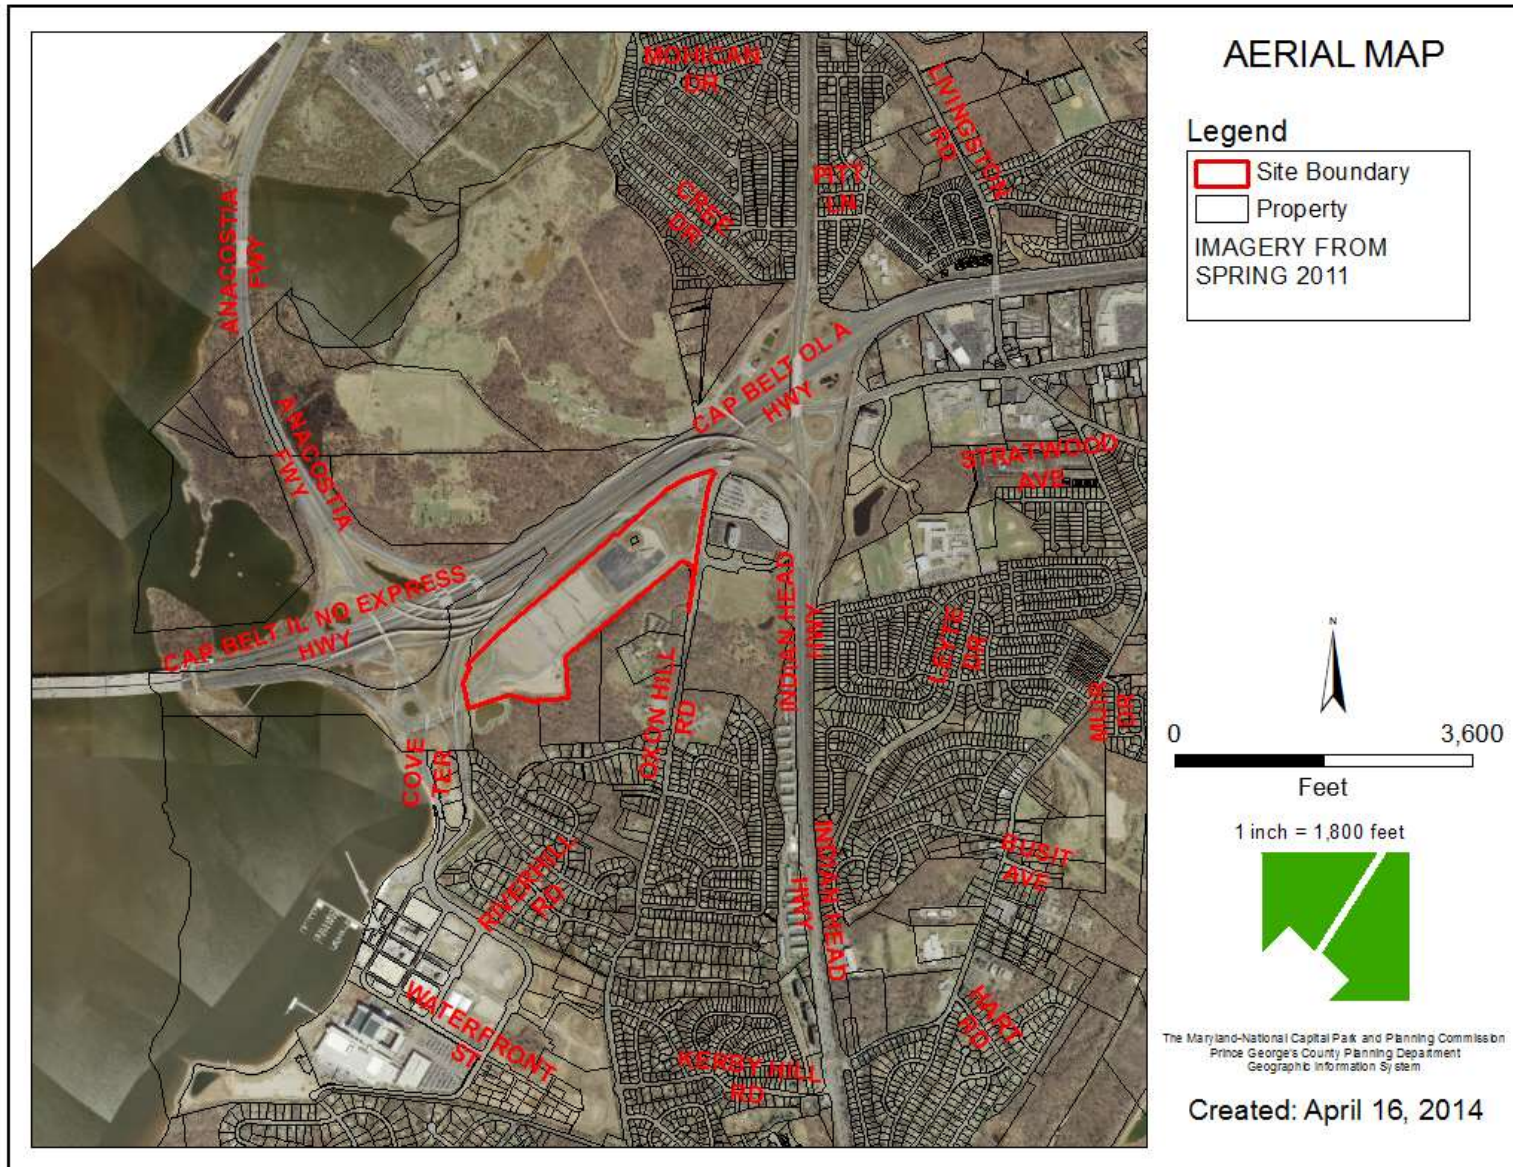 AERIAL MAP
Legend
Site Boundary
Property
IMAGERY FROM
SPRING 2011
MOHICAN
DR
LIVINGSTON
RD
PITT
LN
CREE
DR
ANACOSTIA
FWY
ANACOSTIA
FWY
CAP BELT OL A
HWY
STRATWOOD
AVE
CAP BELT IL NO EXPRESS
HWY
INDIAN HEAD
HWY
LEYTE
DR
OXON HILL
RD
MUIR
DR
COVE
TER
RIVERHILL
RD
INDIAN HEAD
HWY
BUSIT
AVE
WATERFRONT
ST
HART
RD
KERBY HILL
RD
N
0 3,600
Feet
1 inch = 1,800 feet
The Maryland-National Capital Park and Planning Commission
Prince George's County Planning Department
Geographic Information System
Created: April 16, 2014